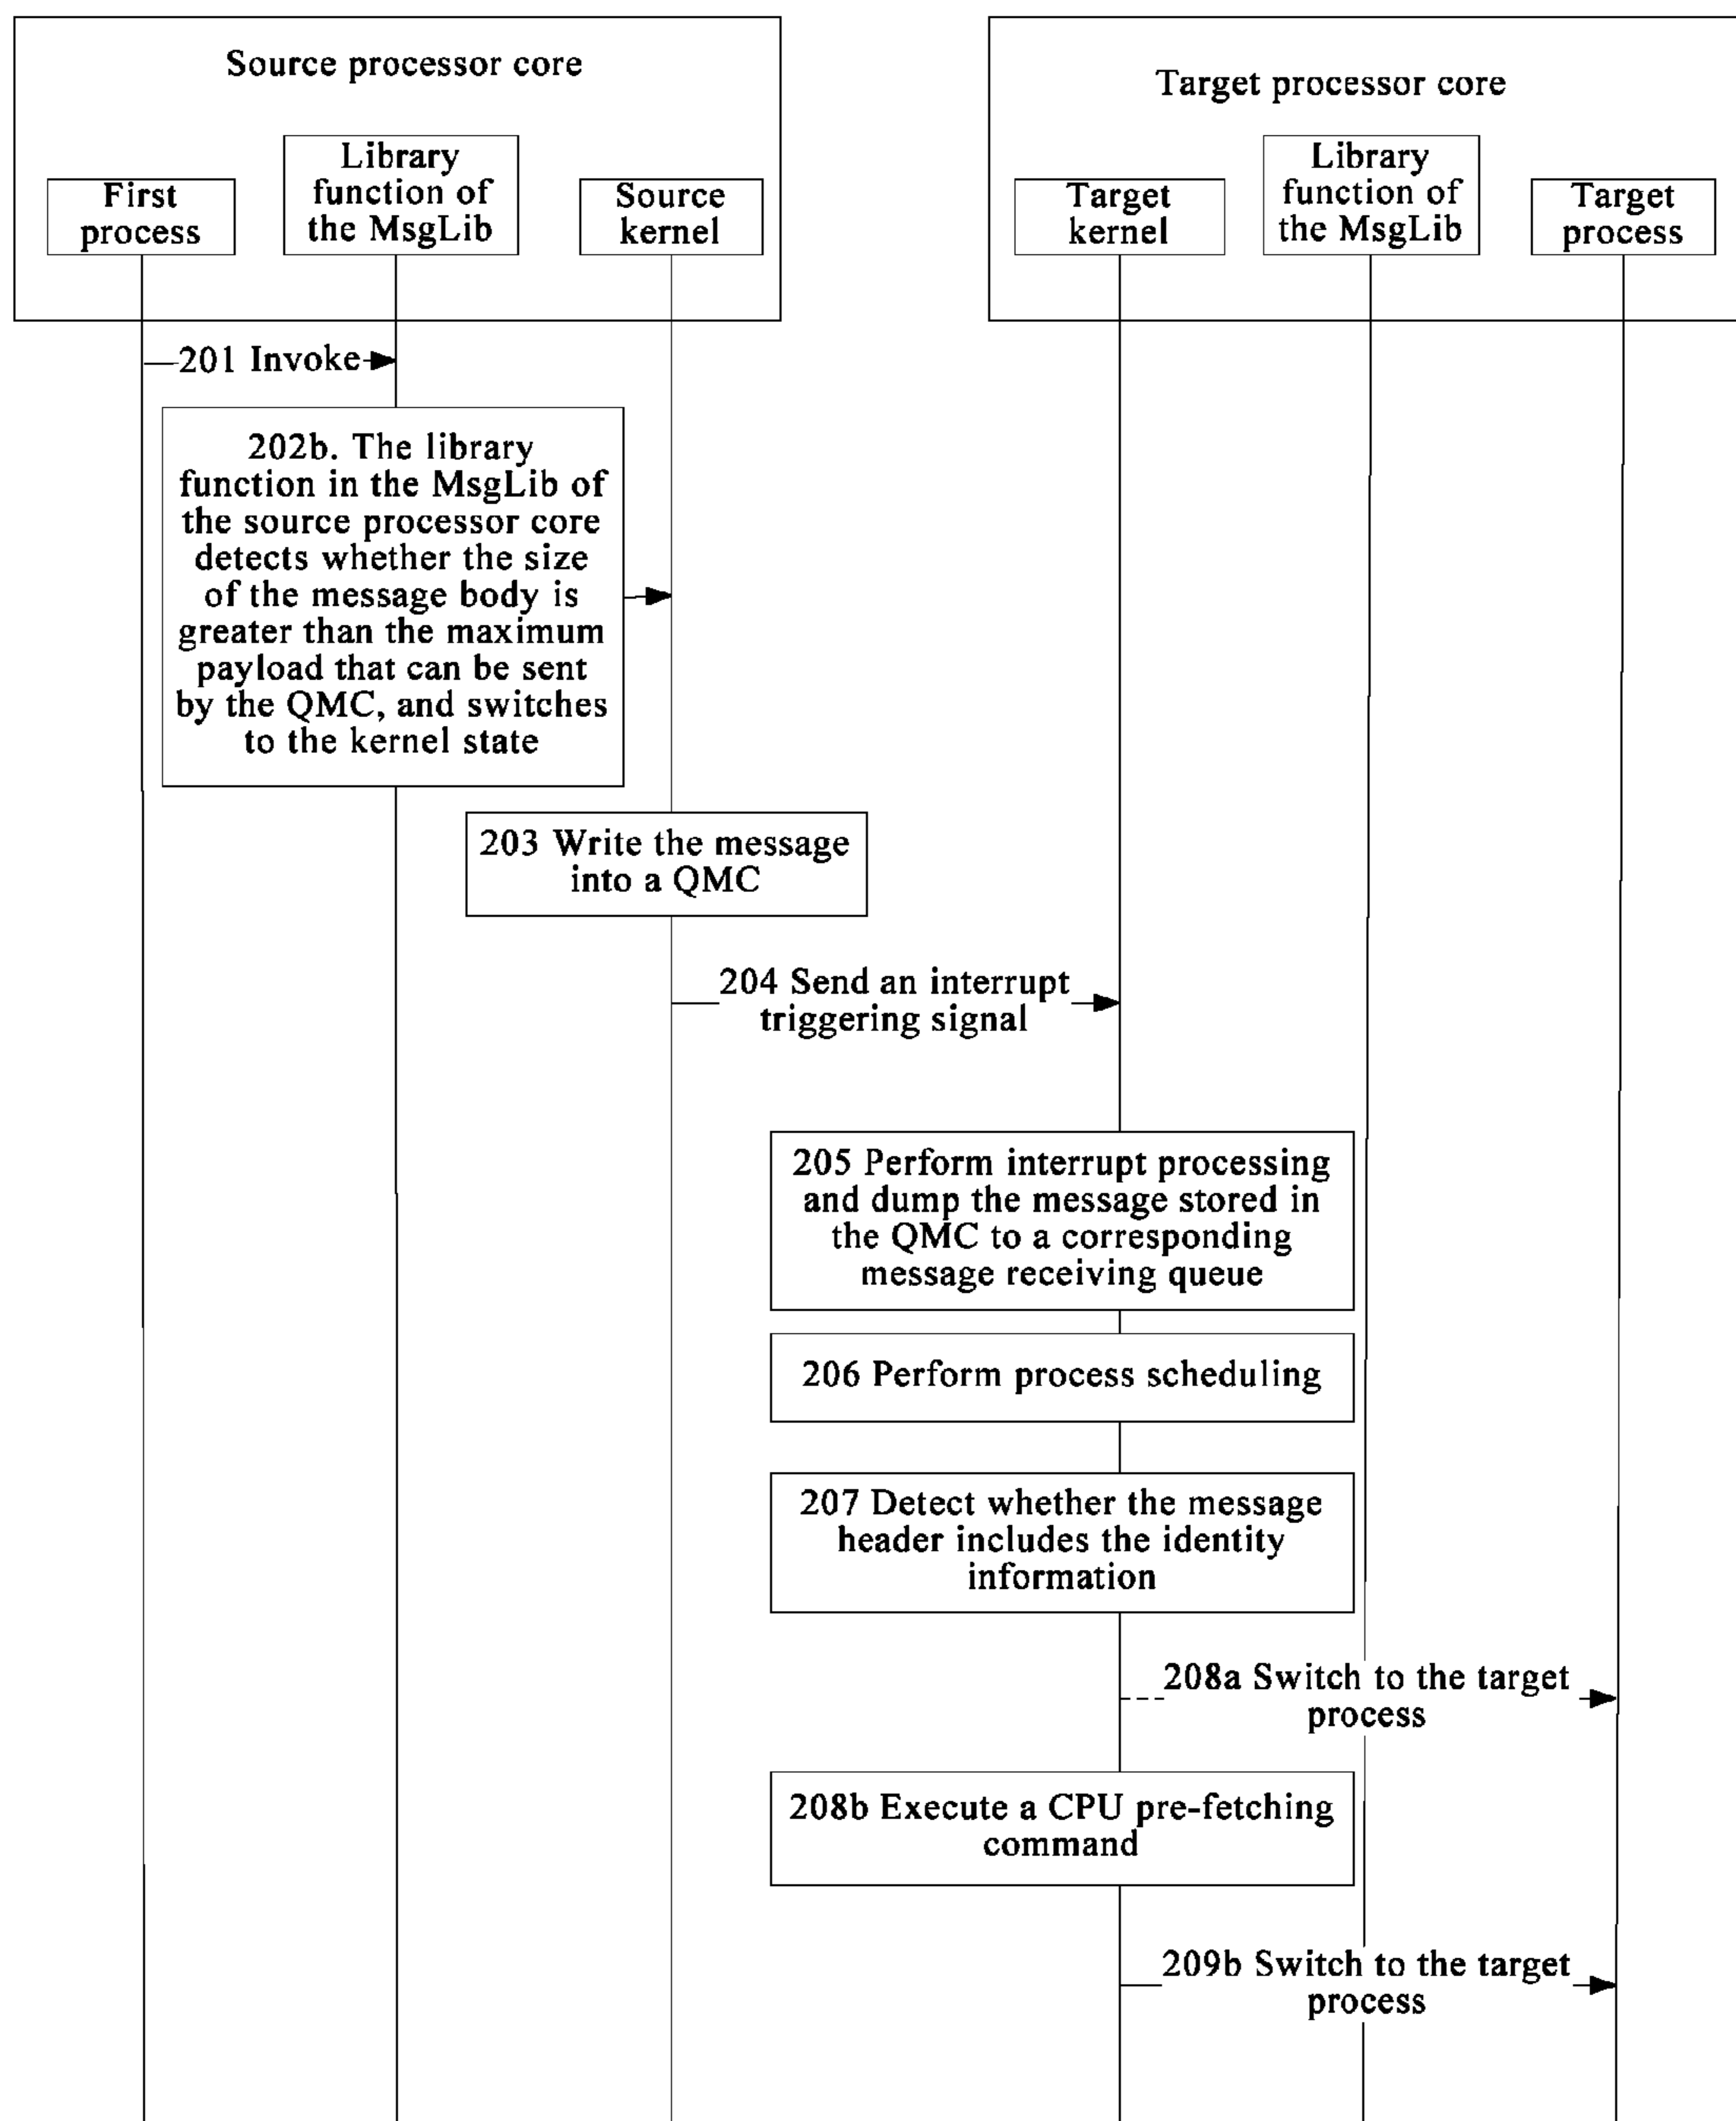 Source processor core
Target processor core
First
process
Library
function of
the MsgLib
Source
kernel
Target
kernel
Library
function of
the MsgLib
Target
process
201 Invoke
202b. The library
function in the MsgLib of
the source processor core
detects whether the size
of the message body is
greater than the maximum
payload that can be sent
by the QMC, and switches
to the kernel state
203 Write the message
into a QMC
204 Send an interrupt
triggering signal
205 Perform interrupt processing
and dump the message stored in
the QMC to a corresponding
message receiving queue
206 Perform process scheduling
207 Detect whether the message
header includes the identity
information
208a Switch to the target
process
208b Execute a CPU pre-fetching
command
209b Switch to the target
process